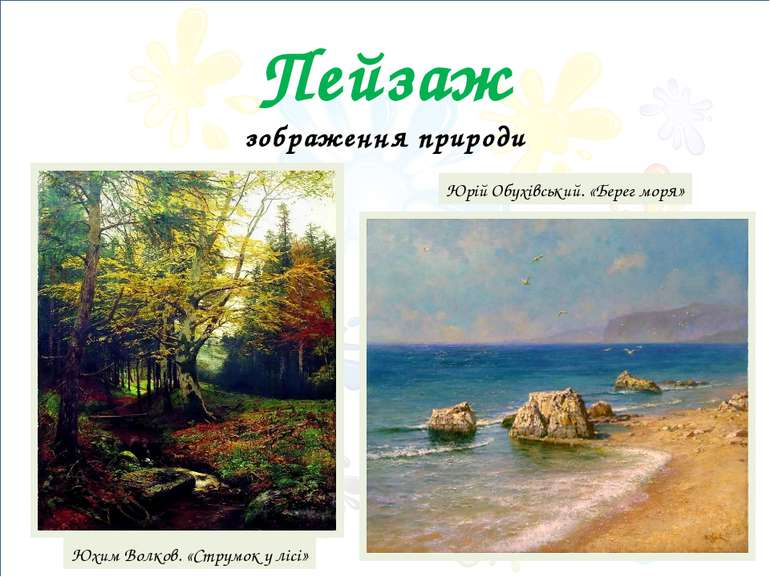 Пейзаж
зображення природи
Юрій Обухівський. «Берег моря»
Юхим Волков. «Струмок у лісі»